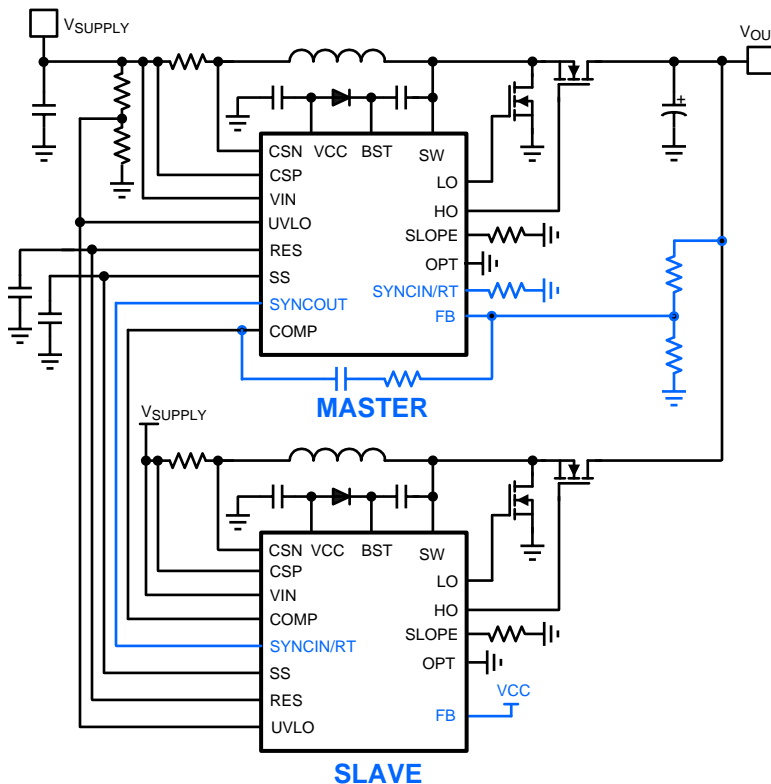 VSUPPLY
VOU
CSN
VCC
BST
SW
CSP
VIN
LO
UVLO
HO
RES
SLOPE
SS
OPT
SYNCOUT
SYNCIN/RT
COMP
FB
+
MASTER
VSUPPLY
CSN
VCC
BST
SW
CSP
LO
VIN
HO
COMP
SLOPE
SYNCIN/RT
OPT
SS
RES
VCC
FB
UVLO
SLAVE